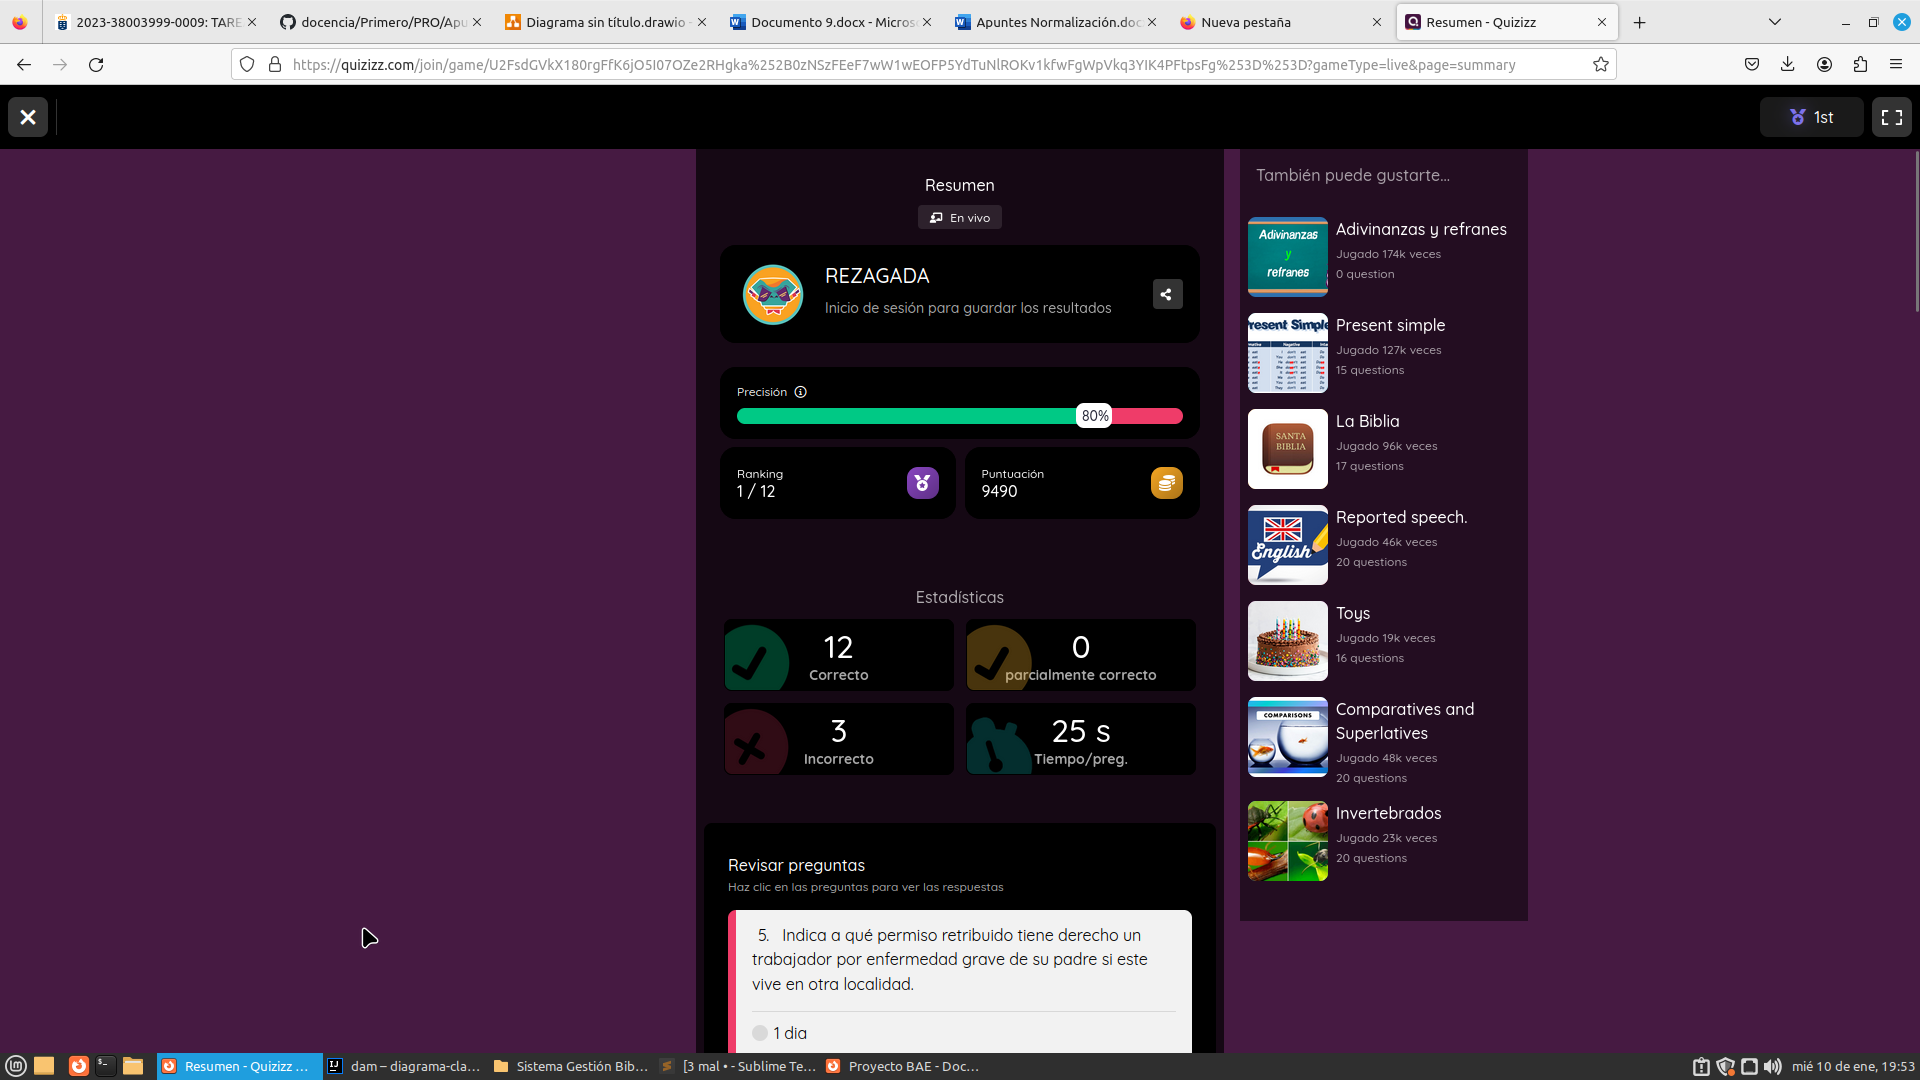 2023-38003999-0009: TARE
docencia/Primero/PRO/Apu
Diagrama sin título.drawio -
Documento 9.docx - Micros
Apuntes Normalización.doc
Nueva pestaña
Resumen - Quizizz
https://quizizz.com/join/game/U2FsdGVkX180rgFfK6jO5I07OZe2RHgka%252B0zNSzFEeF7wW1wEOFP5YdTuNlROKv1kfwFgWpVkq3YIK4PFtpsFg%253D%253D?gameType=live&page=summary
1st
Resumen
En vivo
REZAGADA
Inicio de sesión para guardar los resultados
Precisión
80%
Ranking
1 / 12
Puntuación
9490
Estadísticas
12
Correcto
0
parcialmente correcto
3
Incorrecto
25 s
Tiempo/preg.
Revisar preguntas
Haz clic en las preguntas para ver las respuestas
5. Indica a qué permiso retribuido tiene derecho un
trabajador por enfermedad grave de su padre si este
vive en otra localidad.
1 dia
También puede gustarte...
Adivinanzas
y
refranes
Adivinanzas y refranes
Jugado 174k veces
0 question
Present Simple
Present simple
Jugado 127k veces
15 questions
SANTA
BIBLIA
La Biblia
Jugado 96k veces
17 questions
English
Reported speech.
Jugado 46k veces
20 questions
Toys
Jugado 19k veces
16 questions
COMPARISONS
Comparatives and
Superlatives
Jugado 48k veces
20 questions
Invertebrados
Jugado 23k veces
20 questions
Resumen - Quizizz ...
dam – diagrama-cla...
Sistema Gestión Bib...
[3 mal • - Sublime Te...
Proyecto BAE - Doc...
mié 10 de ene, 19:53